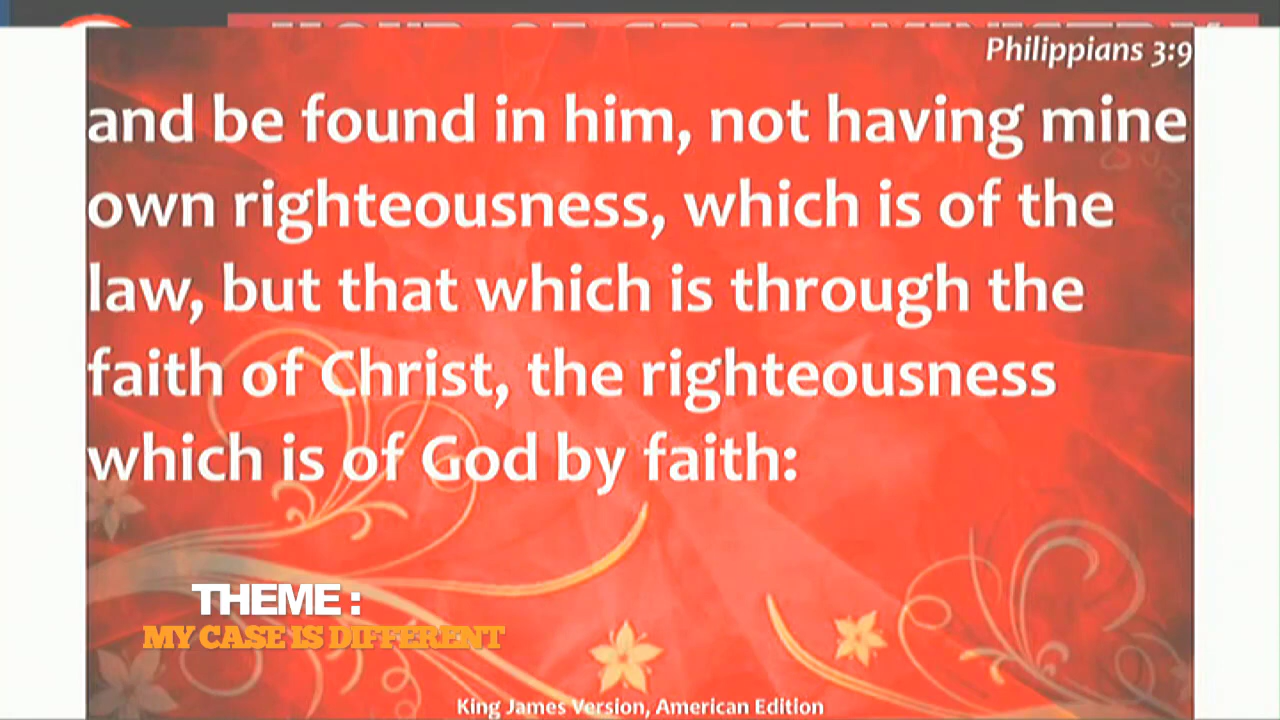 Philippians 3:9
and be found in him, not having mine
own righteousness, which is of the
law, but that which is through the
faith of Christ, the righteousness
which is of God by faith:
THEME :
MY CASE IS DIFFERENT
King James Version, American Edition